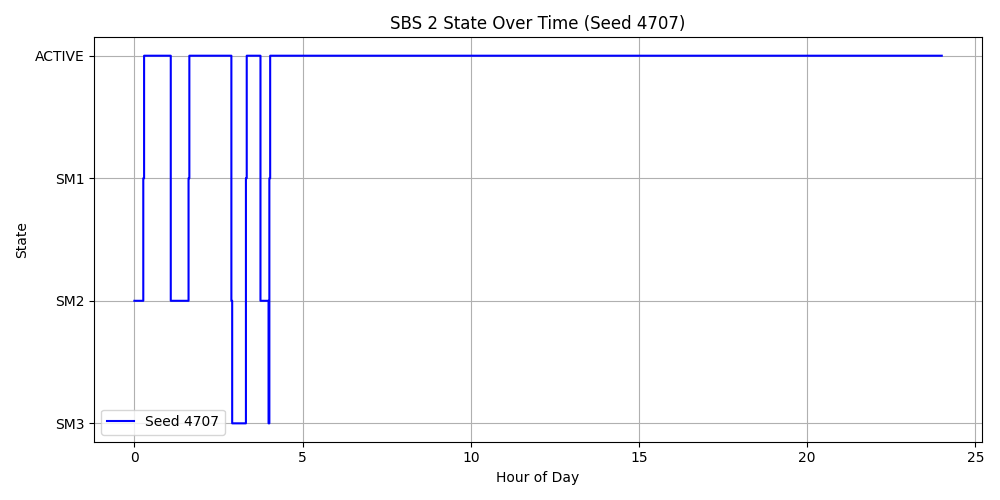 SBS 2 State Over Time (Seed 4707)
ACTIVE
SM1
SM2
SM3
State
Seed 4707
0 5 10 15 20 25
Hour of Day